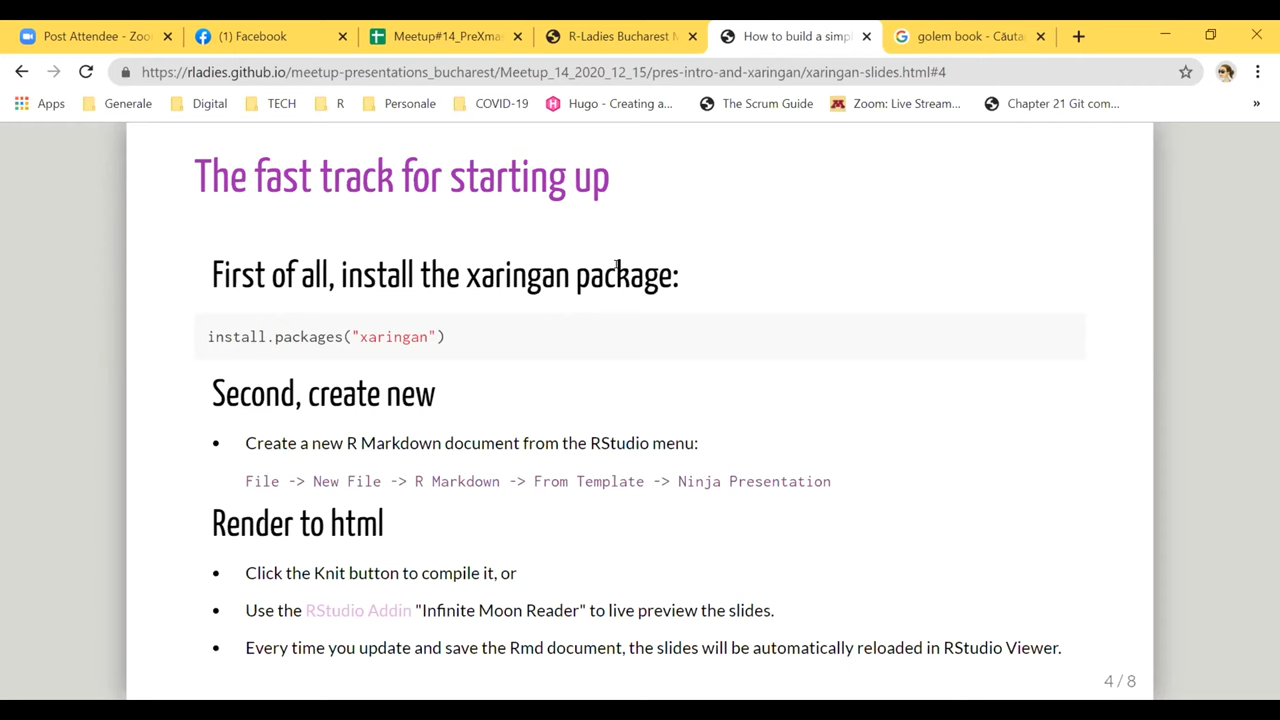 Post Attendee - Zoo
(1) Facebook
Meetup#14_PreXma
R-Ladies Bucharest M
How to build a simpl
golem book - Căuta
https://rladies.github.io/meetup-presentations_bucharest/Meetup_14_2020_12_15/pres-intro-and-xaringan/xaringan-slides.html#4
Apps Generale Digital TECH R Personale COVID-19 Hugo - Creating a... The Scrum Guide Zoom: Live Stream... Chapter 21 Git com... »
The fast track for starting up
First of all, install the xaringan package:
install.packages("xaringan")
Second, create new
• Create a new R Markdown document from the RStudio menu:
File -> New File -> R Markdown -> From Template -> Ninja Presentation
Render to html
• Click the Knit button to compile it, or
• Use the RStudio Addin "Infinite Moon Reader" to live preview the slides.
• Every time you update and save the Rmd document, the slides will be automatically reloaded in RStudio Viewer.
4 / 8